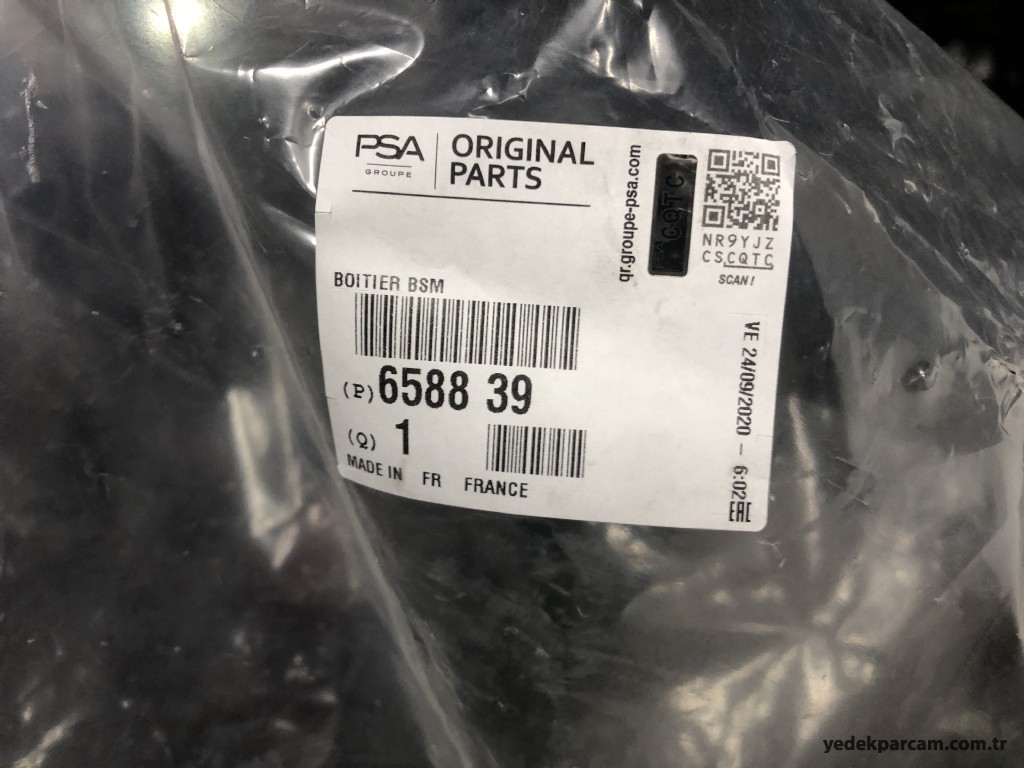 PSA
GROUPE
ORIGINAL
PARTS
qr.groupe-psa.com
CQTC
NR9YJZ
CSCQTC
SCAN!
BOITIER BSM
(P) 6588 39
(Q) 1
MADE IN FR FRANCE
VE 24/09/2020 - 6:02
EAC
yedekparcam.com.tr